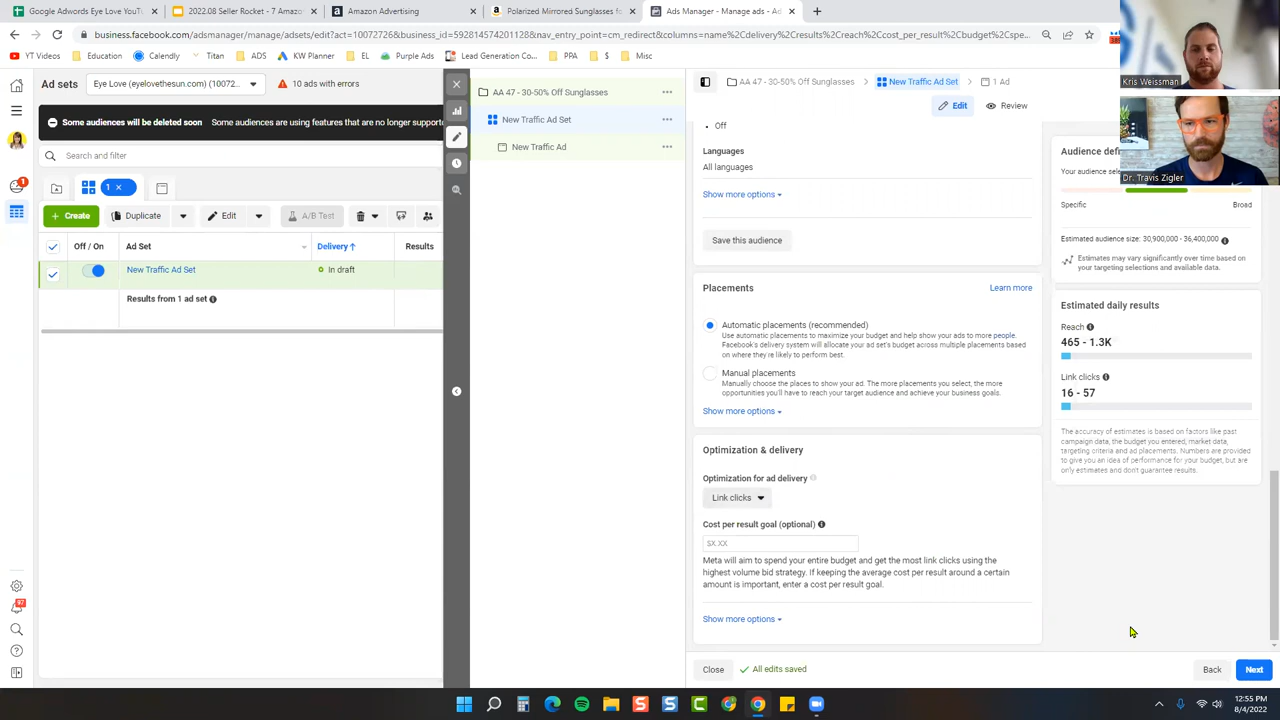 Google Adwords EYE LOVE YOUT
2022.08 Seller Rocket - 7 Amazon
Amazon Advertising
Polarized Mirrored Sunglasses fo
Ads Manager - Manage ads - Ad
business.facebook.com/adsmanager/manage/adsets/edit?act=10072726&business_id=592814574201128&nav_entry_point=cm_redirect&columns=name%2Cdelivery%2Cresults%2Creach%2Ccost_per_result%2Cbudget%2Cspe...
YT Videos
Education
Calendly
Taitan
ADS
KW Planner
EL
Purple Ads
Lead Generation Co...
PPA
$
Misc
Kris Weissman
Dr. Travis Zigler
Ad sets
Eye Love (eyelovethesun.com) (10072...
10 ads with errors
Some audiences will be deleted soon
Some audiences are using features that are no longer supporte
Search and filter
1
Create
Duplicate
Edit
A/B Test
Off / On
Ad Set
Delivery
Results
New Traffic Ad Set
In draft
Results from 1 ad set
97
AA 47 - 30-50% Off Sunglasses
New Traffic Ad Set
New Traffic Ad
AA 47 - 30-50% Off Sunglasses
New Traffic Ad Set
1 Ad
Edit
Review
Off
Languages
All languages
Show more options
Save this audience
Placements
Learn more
Automatic placements (recommended)
Use automatic placements to maximize your budget and help show your ads to more people.
Facebook's delivery system will allocate your ad set's budget across multiple placements based
on where they're likely to perform best.
Manual placements
Manually choose the places to show your ad. The more placements you select, the more
opportunities you'll have to reach your target audience and achieve your business goals.
Show more options
Optimization & delivery
Optimization for ad delivery
Link clicks
Cost per result goal (optional)
$X.XX
Meta will aim to spend your entire budget and get the most link clicks using the
highest volume bid strategy. If keeping the average cost per result around a certain
amount is important, enter a cost per result goal.
Show more options
Close
All edits saved
Back
Next
Audience defi
Your audience selec
Specific
Broad
Estimated audience size: 30,900,000 - 36,400,000
Estimates may vary significantly over time based on
your targeting selections and available data.
Estimated daily results
Reach
465 - 1.3K
Link clicks
16 - 57
The accuracy of estimates is based on factors like past
campaign data, the budget you entered, market data,
targeting criteria and ad placements. Numbers are provided
to give you an idea of performance for your budget, but are
only estimates and don't guarantee results.
12:55 PM
8/4/2022